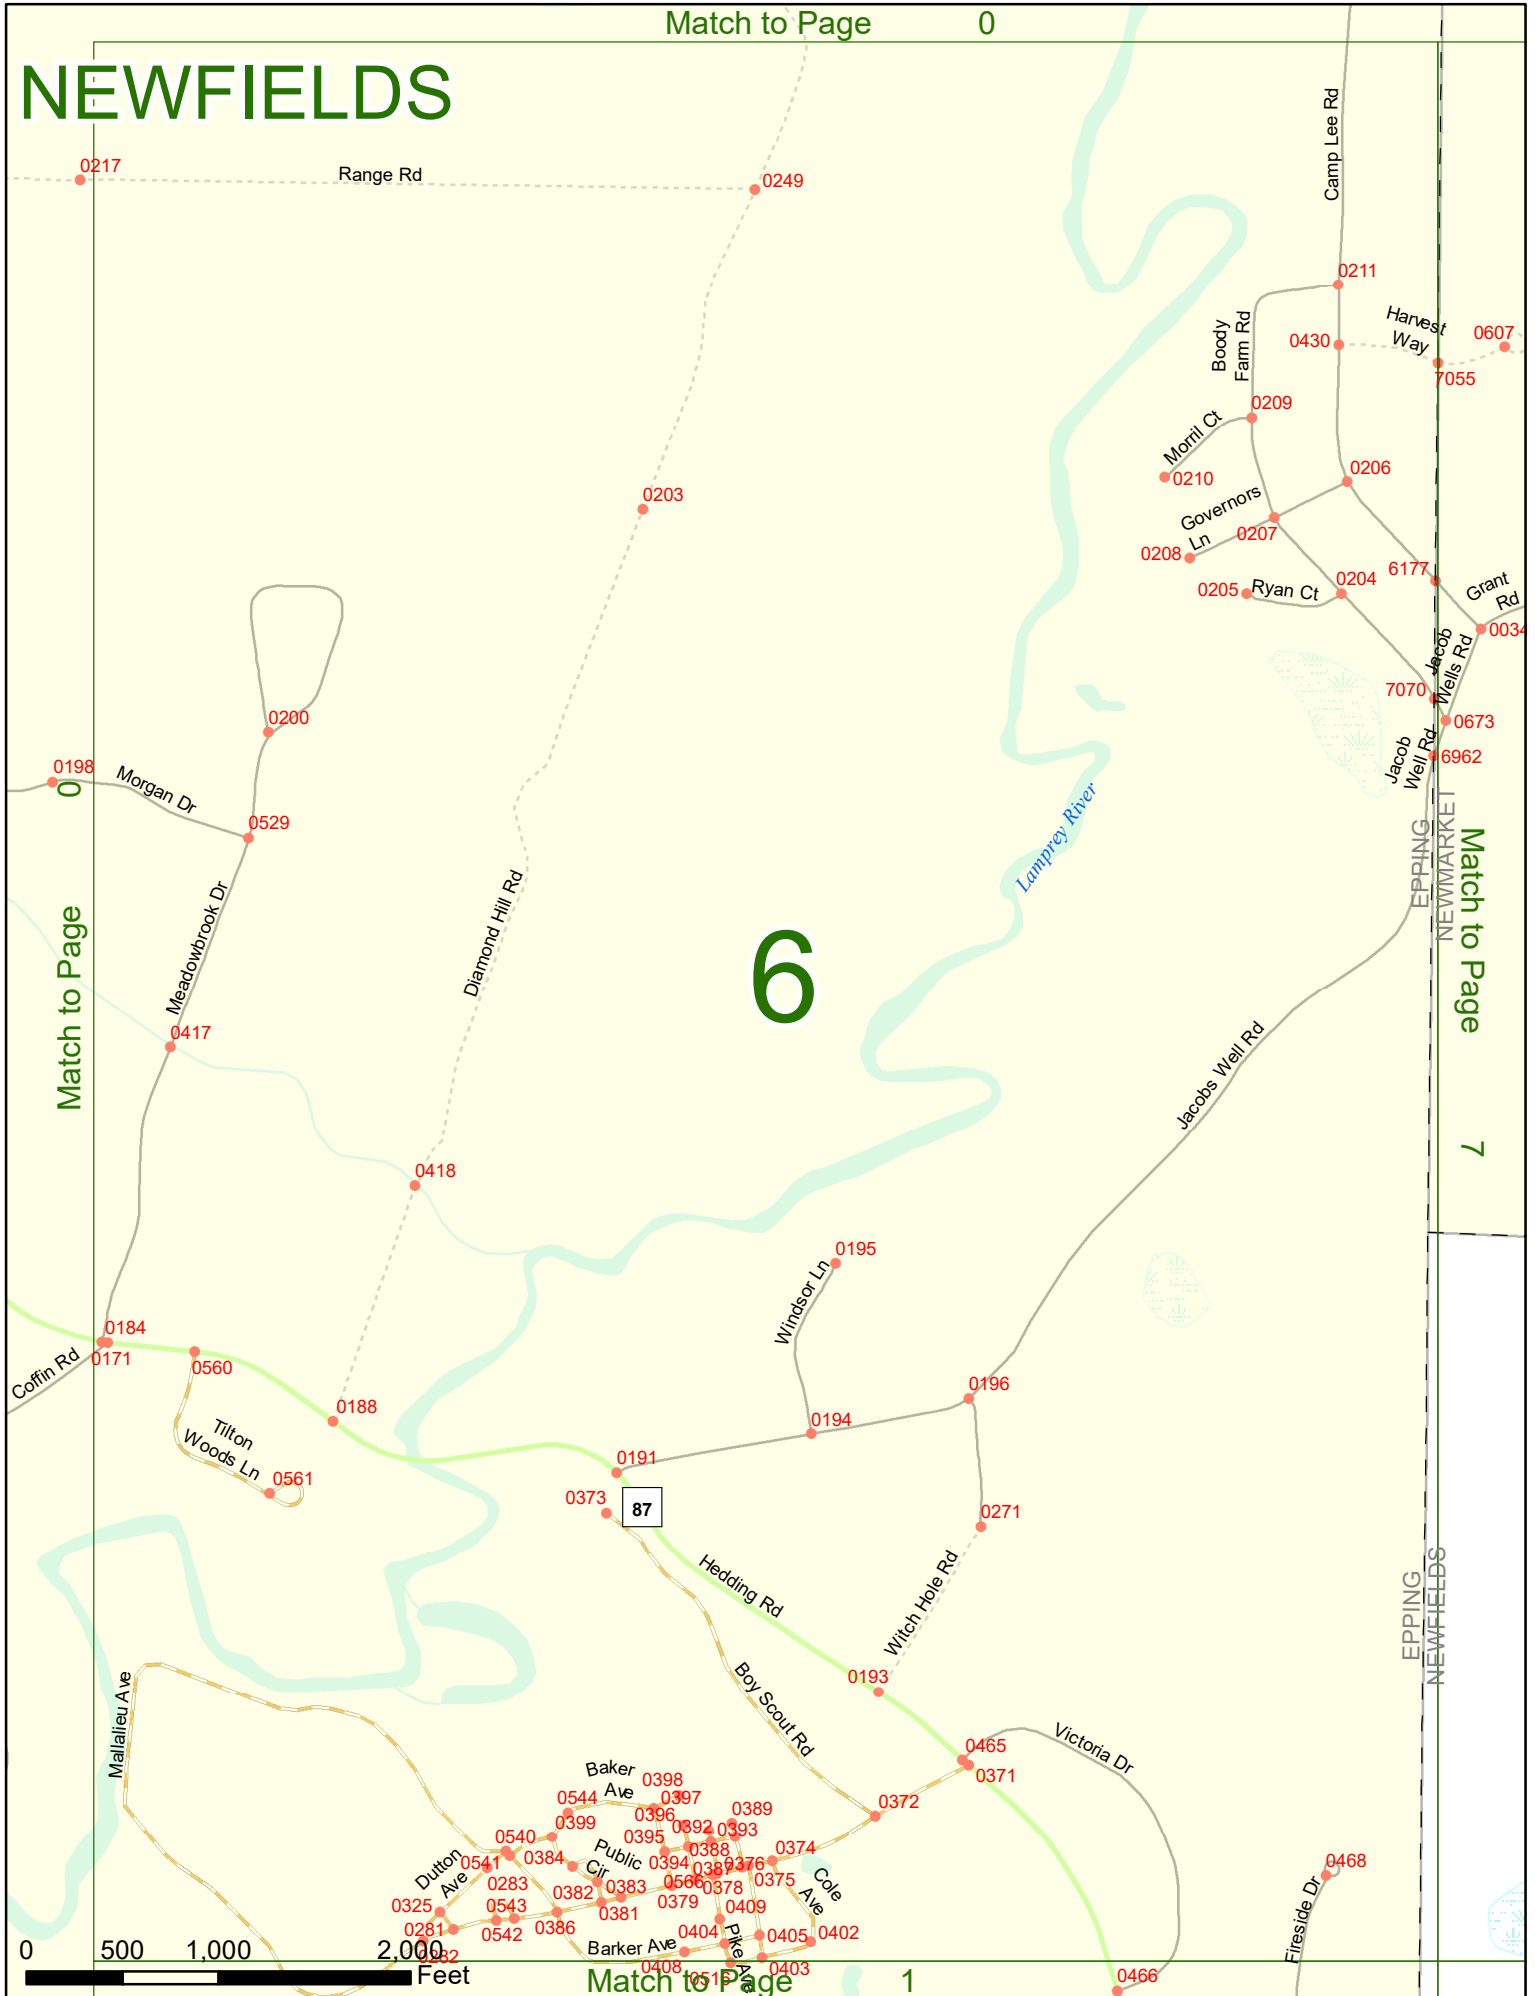 Match to Page 0
NEWFIELDS
0217
Range Rd
0249
Camp Lee Rd
0211
Harvest
Way
0607
0430
7055
Boody
Farm Rd
0209
Morril Ct
0210
0206
0203
Governors
Ln
0207
0208
6177
Grant
Rd
0205
Ryan Ct
0204
0034
Jacob
Wells Rd
7070
0673
0200
Jacob
Well Rd
6962
0198
Morgan Dr
0
0529
Lamprey River
EPPING
NEWMARKET
Match to Page
7
Meadowbrook Dr
Diamond Hill Rd
Match to Page
6
0417
Jacobs Well Rd
0418
0195
Windsor Ln
0184
0171
Coffin Rd
0560
0188
0196
0194
Tilton
Woods Ln
0561
0191
0373
87
0271
Hedding Rd
Witch Hole Rd
EPPING
NEWFIELDS
0193
Mallalieu Ave
Boy Scout Rd
0465
0371
Victoria Dr
Baker
Ave
0398
0397
0544
0396
0392
0389
0372
0399
0393
0540
0395
0388
0374
0384
Public
Cir
0394
0376
0541
0387
0375
Dutton
Ave
0283
0566
0378
Cole
Ave
0468
0382
0383
0379
0325
0543
0381
0409
0281
0542
0386
0404
0405
0402
Fireside Dr
0282
Barker Ave
0408
Pike
Ave
0403
0516
0466
0 500 1,000 2,000
Feet
Match to Page 1